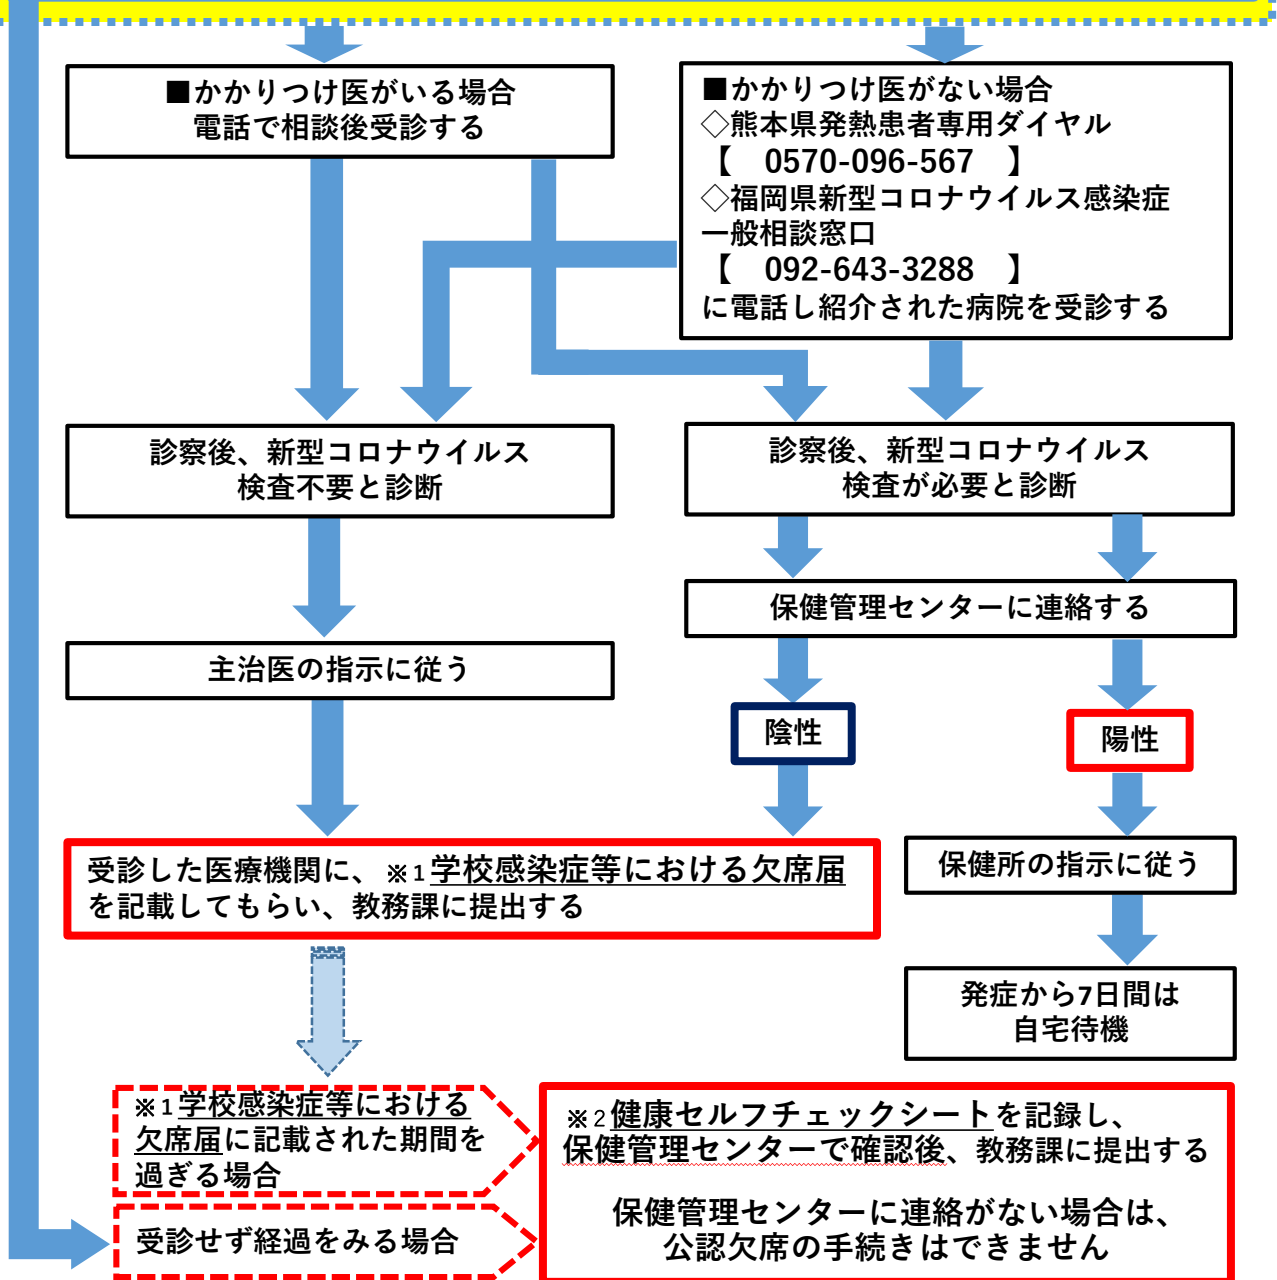 ■かかりつけ医がいる場合
電話で相談後受診する
■かかりつけ医がない場合
◇熊本県発熱患者専用ダイヤル
【 0570-096-567 】
◇福岡県新型コロナウイルス感染症
一般相談窓口
【 092-643-3288 】
に電話し紹介された病院を受診する
診察後、新型コロナウイルス
検査不要と診断
診察後、新型コロナウイルス
検査が必要と診断
保健管理センターに連絡する
主治医の指示に従う
陰性
陽性
受診した医療機関に、※1学校感染症等における欠席届
を記載してもらい、教務課に提出する
保健所の指示に従う
発症から7日間は
自宅待機
※1学校感染症等における
欠席届に記載された期間を
過ぎる場合
※2健康セルフチェックシートを記録し、
保健管理センターで確認後、教務課に提出する
保健管理センターに連絡がない場合は、
公認欠席の手続きはできません
受診せず経過をみる場合